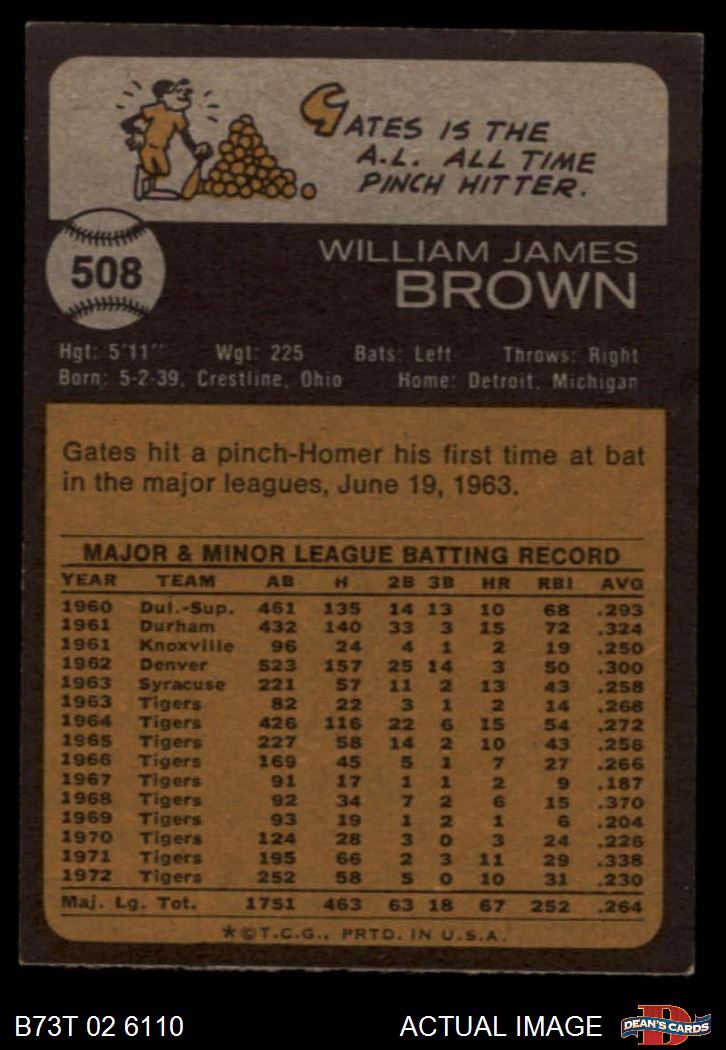 GATES IS THE
A.L. ALL TIME
PINCH HITTER.
508
WILLIAM JAMES
BROWN
Hgt: 5'11" Wgt: 225 Bats: Left Throws: Right
Born: 5-2-39, Crestline, Ohio Home: Detroit, Michigan
Gates hit a pinch-Homer his first time at bat
in the major leagues, June 19, 1963.
MAJOR & MINOR LEAGUE BATTING RECORD
YEAR TEAM AB H 2B 3B HR RBI AVG
1960 Dul.-Sup. 461 135 14 13 10 68 .293
1961 Durham 432 140 33 3 15 72 .324
1961 Knoxville 96 24 4 1 2 19 .250
1962 Denver 523 157 25 14 3 50 .300
1963 Syracuse 221 57 11 2 13 43 .258
1963 Tigers 82 22 3 1 2 14 .268
1964 Tigers 426 116 22 6 15 54 .272
1965 Tigers 227 58 14 2 10 43 .256
1966 Tigers 169 45 5 1 7 27 .266
1967 Tigers 91 17 1 1 2 9 .187
1968 Tigers 92 34 7 2 6 15 .370
1969 Tigers 93 19 1 2 1 6 .204
1970 Tigers 124 28 3 0 3 24 .226
1971 Tigers 195 66 2 3 11 29 .338
1972 Tigers 252 58 5 0 10 31 .230
Maj. Lg. Tot. 1751 463 63 18 67 252 .264
★©T.C.G., PRTD. IN U.S.A.
B73T 02 6110 ACTUAL IMAGE D DEAN'S CARDS